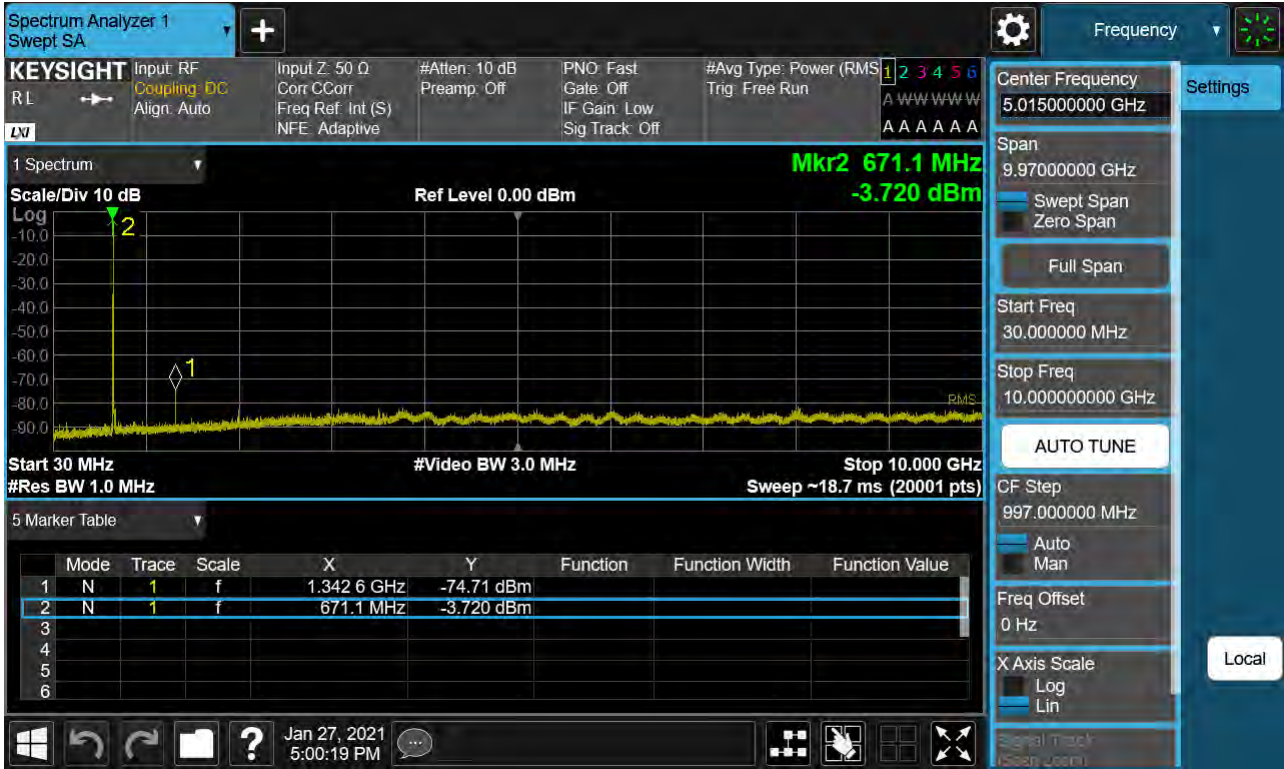 Spectrum Analyzer 1
Swept SA
+
Frequency
KEYSIGHT
Input: RF
Coupling: DC
Align: Auto
RL
LXI
Input Z: 50 Ω
Corr CCorr
Freq Ref: Int (S)
NFE: Adaptive
#Atten: 10 dB
Preamp: Off
PNO: Fast
Gate: Off
IF Gain: Low
Sig Track: Off
#Avg Type: Power (RMS
Trig: Free Run
1 2 3 4 5 6
A W W W W W
A A A A A A
1 Spectrum
Mkr2 671.1 MHz
-3.720 dBm
Scale/Div 10 dB
Ref Level 0.00 dBm
Log
-10.0
-20.0
-30.0
-40.0
-50.0
-60.0
-70.0
-80.0
-90.0
2
1
RMS
Start 30 MHz
#Video BW 3.0 MHz
Stop 10.000 GHz
#Res BW 1.0 MHz
Sweep ~18.7 ms (20001 pts)
5 Marker Table
Mode Trace Scale X Y Function Function Width Function Value
1 N 1 f 1.342 6 GHz -74.71 dBm
2 N 1 f 671.1 MHz -3.720 dBm
3
4
5
6
Center Frequency
5.015000000 GHz
Span
9.97000000 GHz
Swept Span
Zero Span
Full Span
Start Freq
30.000000 MHz
Stop Freq
10.000000000 GHz
AUTO TUNE
CF Step
997.000000 MHz
Auto
Man
Freq Offset
0 Hz
X Axis Scale
Log
Lin
Signal Track
(Span Zoom)
Settings
Local
?
Jan 27, 2021
5:00:19 PM